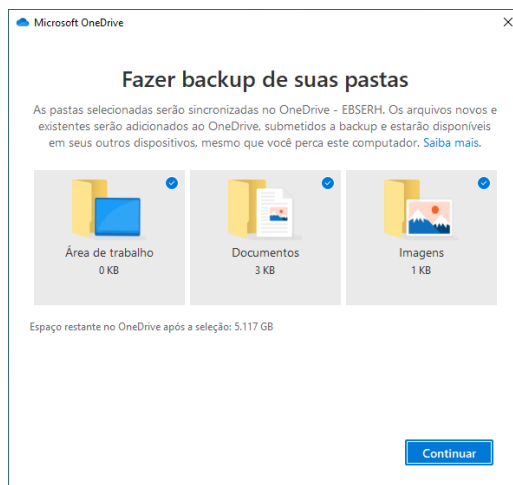 Microsoft OneDrive
Fazer backup de suas pastas
As pastas selecionadas serão sincronizadas no OneDrive - EBSERH. Os arquivos novos e
existentes serão adicionados ao OneDrive, submetidos a backup e estarão disponíveis
em seus outros dispositivos, mesmo que você perca este computador. Saiba mais.
Área de trabalho
0 KB
Documentos
3 KB
Imagens
1 KB
Espaço restante no OneDrive após a seleção: 5.117 GB
Continuar